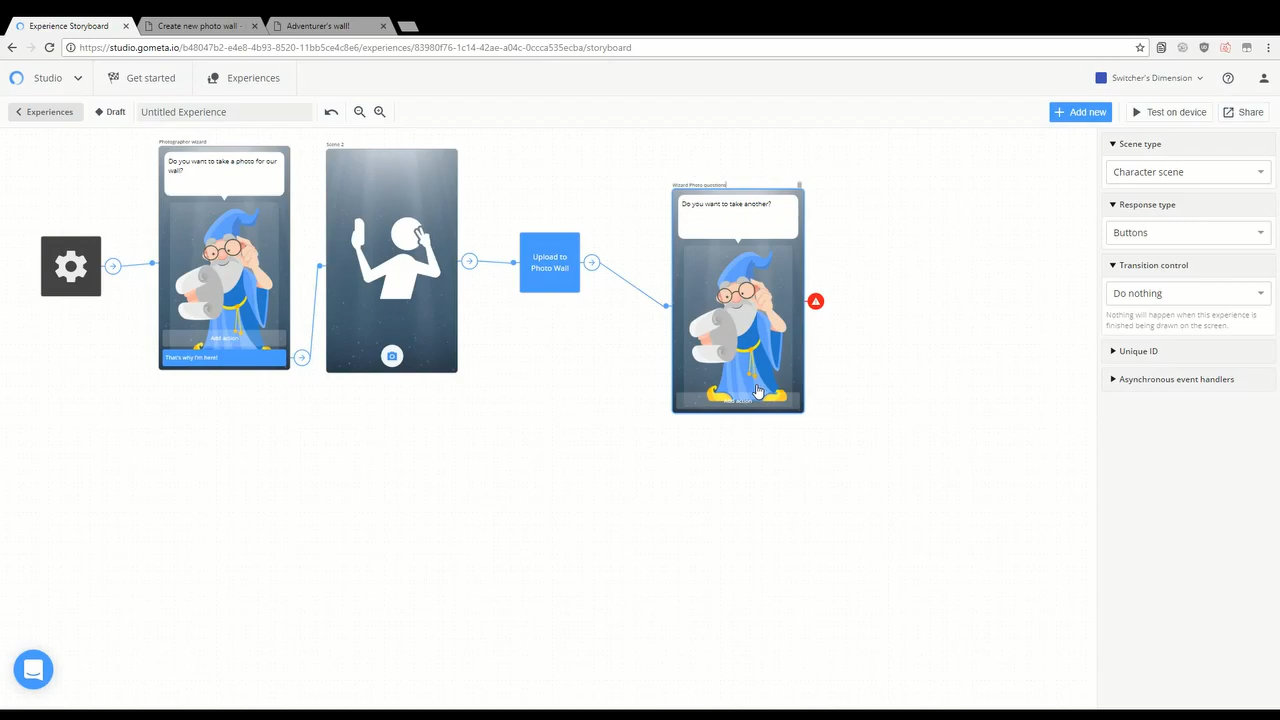 Experience Storyboard
Create new photo wall -
Adventurer's wall!
https://studio.gometa.io/b48047b2-e4e8-4b93-8520-11bb5ce4c8e6/experiences/83980f76-1c14-42ae-a04c-0ccca535ecba/storyboard
Studio
Get started
Experiences
Switcher's Dimension
Experiences
Draft
Untitled Experience
Add new
Test on device
Share
Photographer wizard
Do you want to take a photo for our
wall?
Add action
That's why I'm here!
Scene 2
Upload to
Photo Wall
Wizard Photo questions
Do you want to take another?
Add action
Scene type
Character scene
Response type
Buttons
Transition control
Do nothing
Nothing will happen when this experience is
finished being drawn on the screen.
Unique ID
Asynchronous event handlers